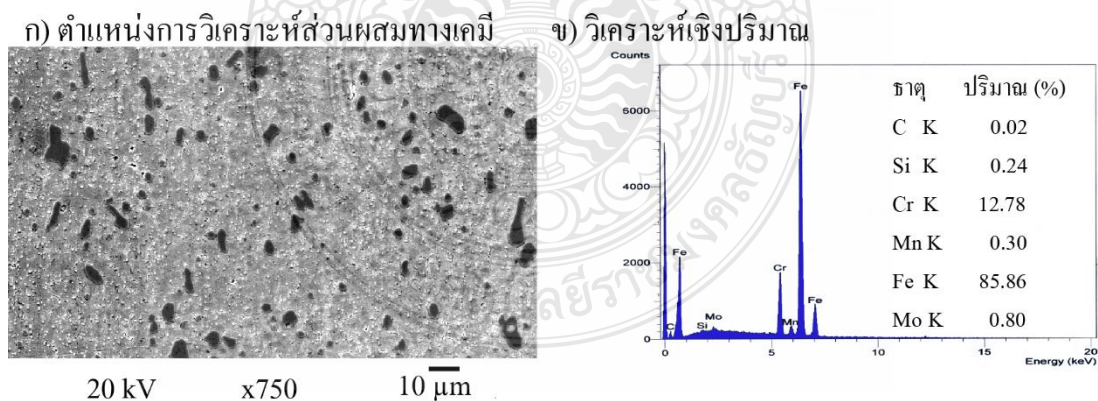 ก) ตำแหน่งการวิเคราะห์ส่วนผสมทางเคมี
ข) วิเคราะห์เชิงปริมาณ
Counts
6000
4000
2000
0
Fe
Fe
Cr
Fe
C
Si
Mo
Mn
0 5 10 15 20
Energy (keV)
ธาตุ ปริมาณ (%)
C K 0.02
Si K 0.24
Cr K 12.78
Mn K 0.30
Fe K 85.86
Mo K 0.80
20 kV x750 10 µm